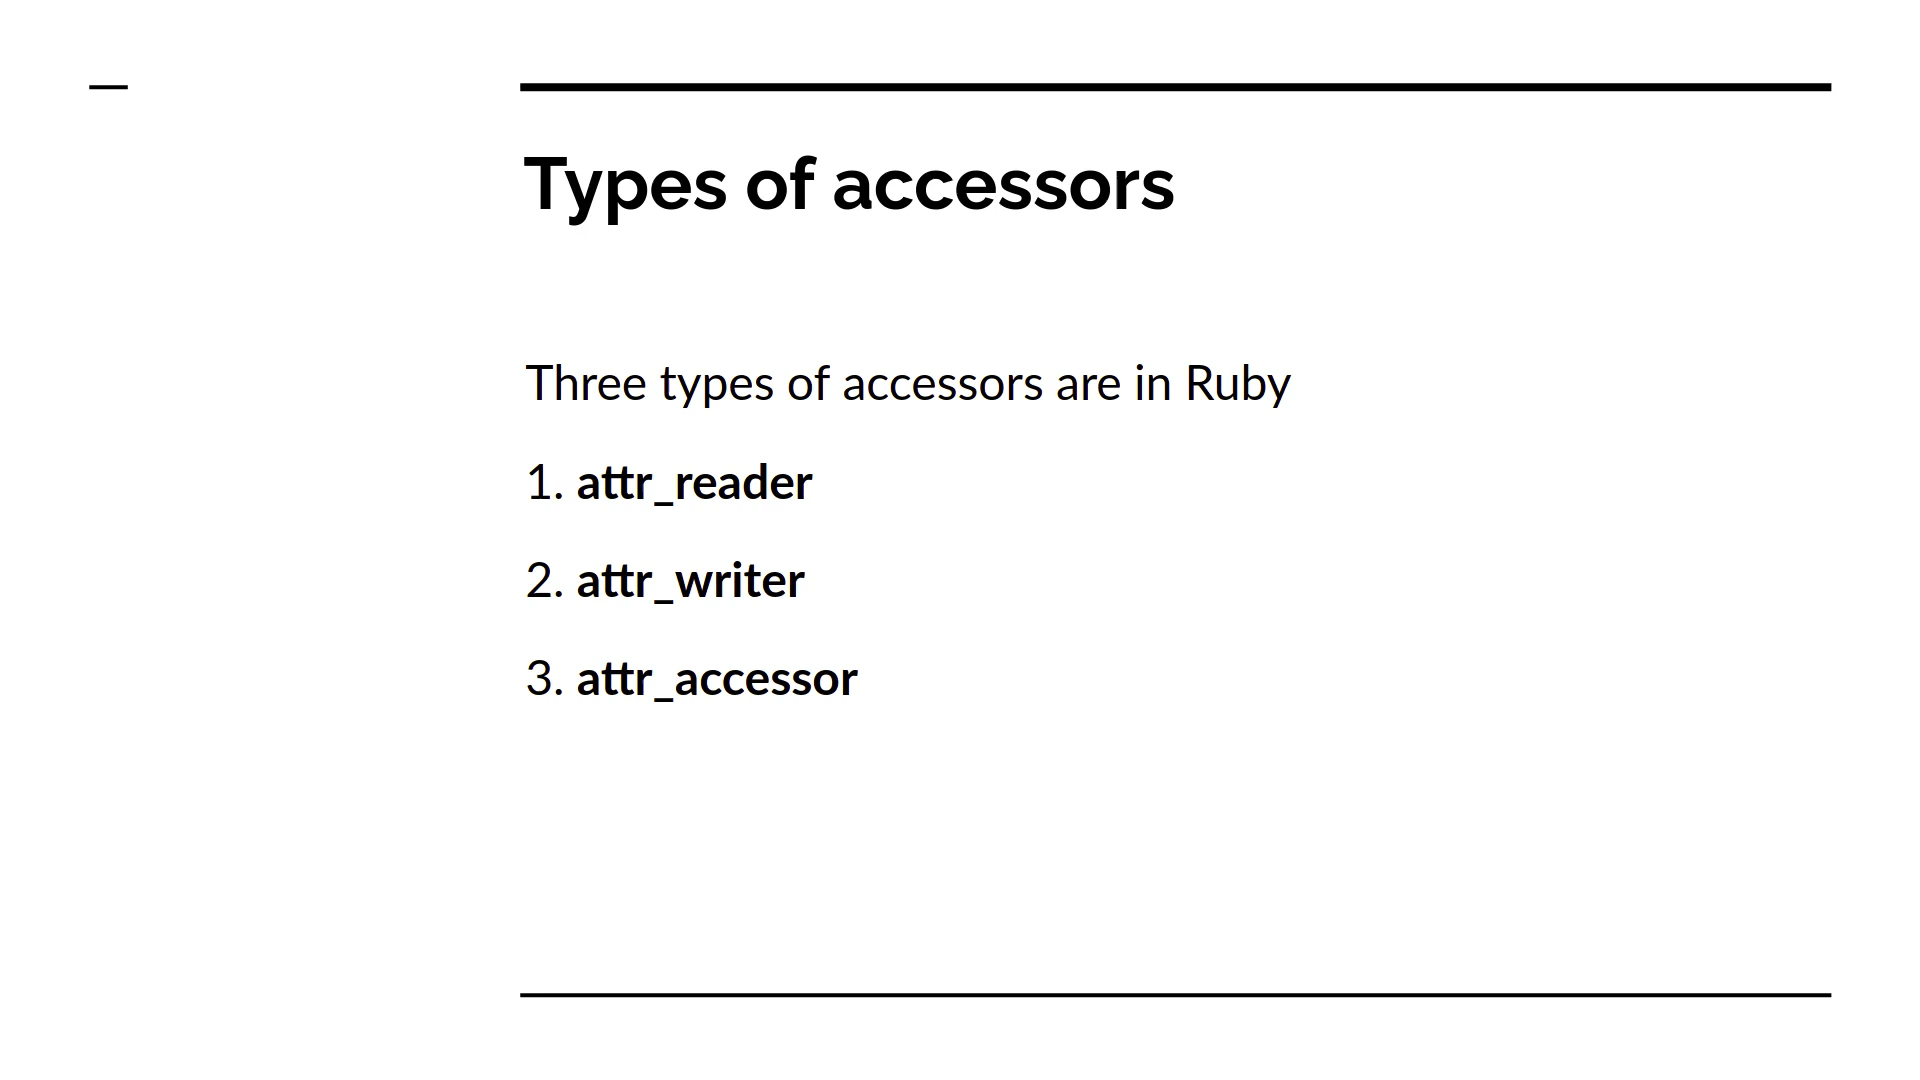 Types of accessors
Three types of accessors are in Ruby
1. attr_reader
2. attr_writer
3. attr_accessor